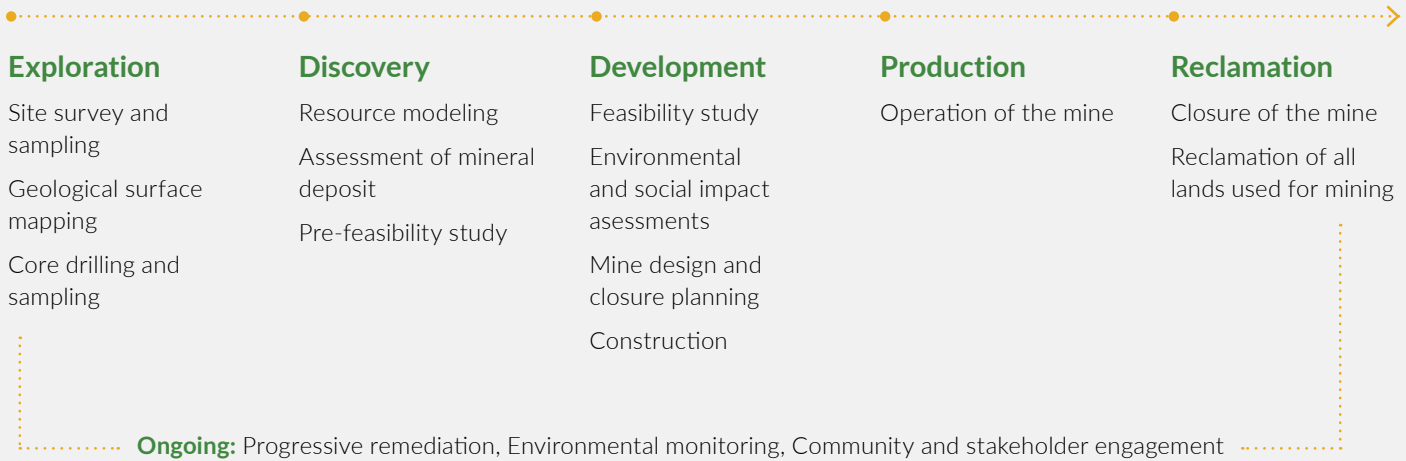 Exploration
Site survey and
sampling
Geological surface
mapping
Core drilling and
sampling
Discovery
Resource modeling
Assessment of mineral
deposit
Pre-feasibility study
Development
Feasibility study
Environmental
and social impact
asessments
Mine design and
closure planning
Construction
Production
Operation of the mine
Reclamation
Closure of the mine
Reclamation of all
lands used for mining
Ongoing: Progressive remediation, Environmental monitoring, Community and stakeholder engagement